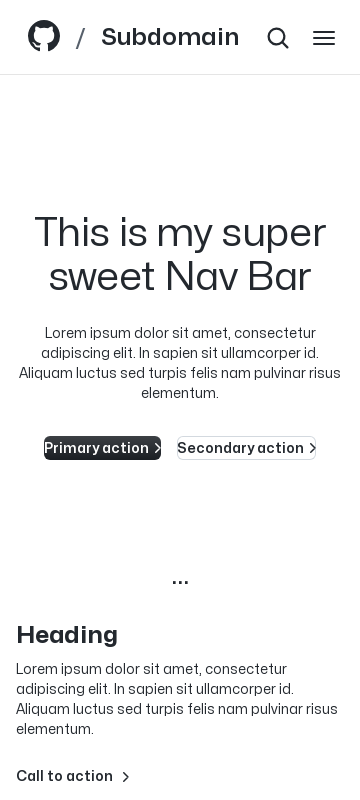 / Subdomain
This is my super
sweet Nav Bar
Lorem ipsum dolor sit amet, consectetur
adipiscing elit. In sapien sit ullamcorper id.
Aliquam luctus sed turpis felis nam pulvinar risus
elementum.
Primary action
Secondary action
...
Heading
Lorem ipsum dolor sit amet, consectetur
adipiscing elit. In sapien sit ullamcorper id.
Aliquam luctus sed turpis felis nam pulvinar risus
elementum.
Call to action